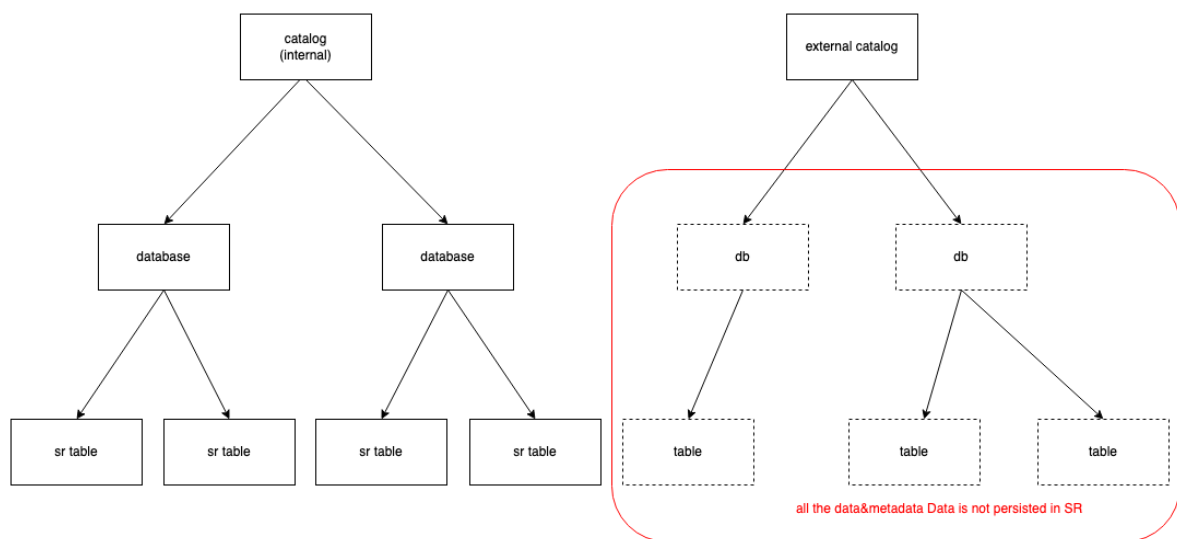 catalog
(internal)
external catalog
database
database
db
db
sr table
sr table
sr table
sr table
table
table
table
all the data&metadata Data is not persisted in SR